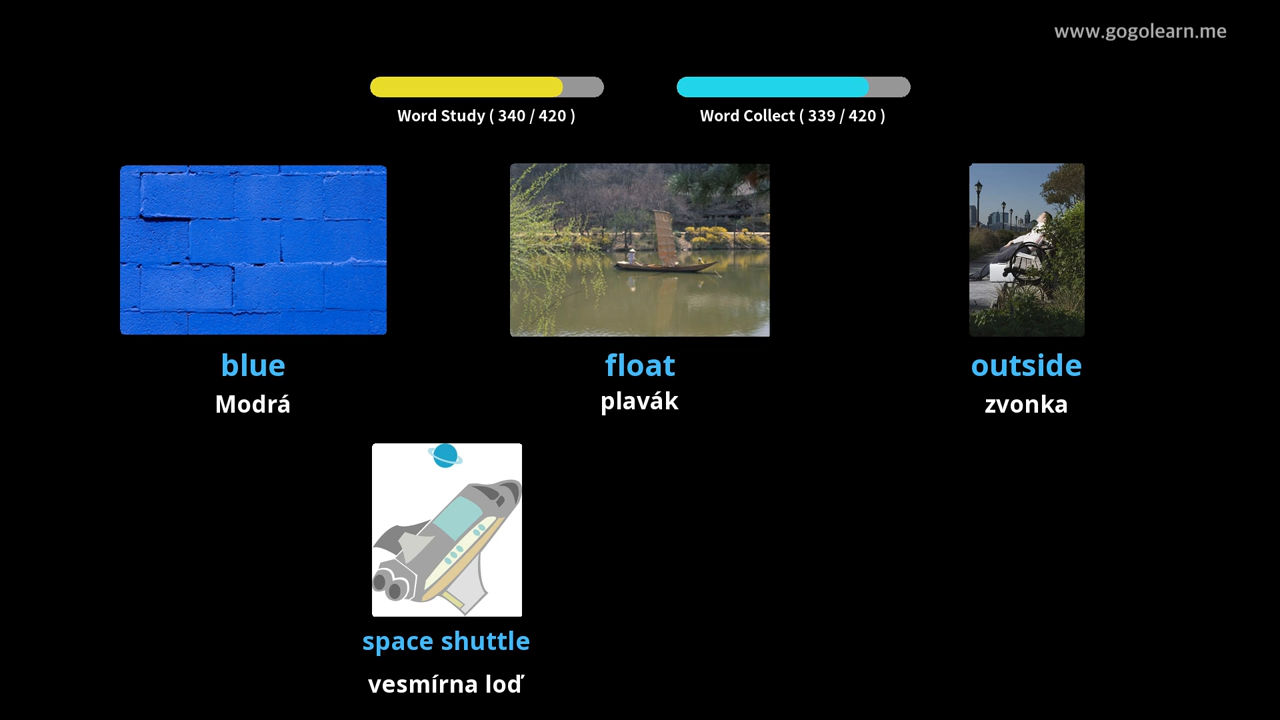 www.gogolearn.me
Word Study ( 340 / 420 )
Word Collect ( 339 / 420 )
blue
Modrá
float
plavák
outside
zvonka
space shuttle
vesmírna loď